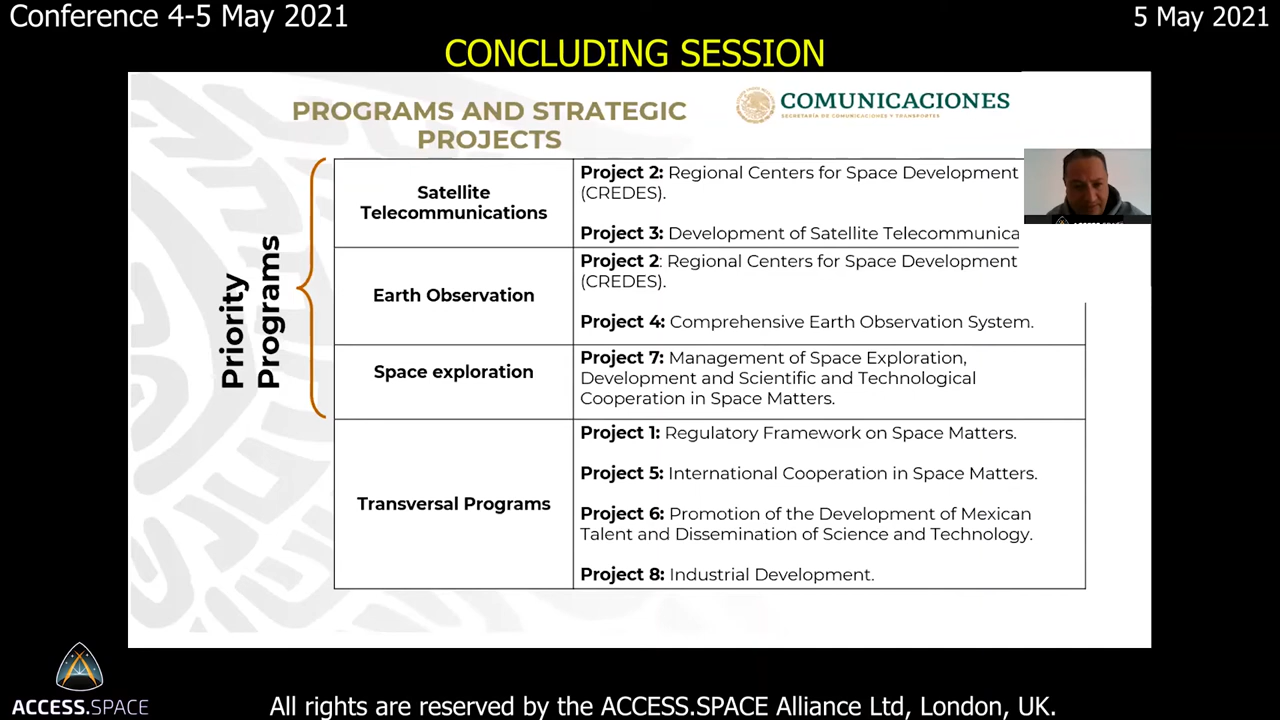 Conference 4-5 May 2021
5 May 2021
CONCLUDING SESSION
PROGRAMS AND STRATEGIC
PROJECTS
COMUNICACIONES
SECRETARÍA DE COMUNICACIONES Y TRANSPORTES
Priority
Programs
Satellite
Telecommunications
Project 2: Regional Centers for Space Development
(CREDES).
Project 3: Development of Satellite Telecommunica
Earth Observation
Project 2: Regional Centers for Space Development
(CREDES).
Project 4: Comprehensive Earth Observation System.
Space exploration
Project 7: Management of Space Exploration,
Development and Scientific and Technological
Cooperation in Space Matters.
Transversal Programs
Project 1: Regulatory Framework on Space Matters.
Project 5: International Cooperation in Space Matters.
Project 6: Promotion of the Development of Mexican
Talent and Dissemination of Science and Technology.
Project 8: Industrial Development.
ACCESS.SPACE
ACCESS.SPACE
All rights are reserved by the ACCESS.SPACE Alliance Ltd, London, UK.